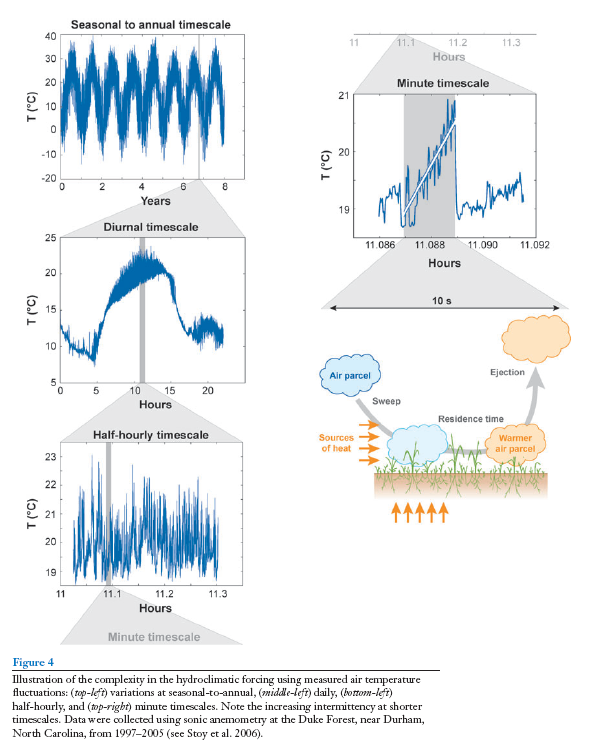 Seasonal to annual timescale
40
30
20
10
0
-10
-20
T (°C)
0 2 4 6 8
Years
Diurnal timescale
25
20
15
10
5
T (°C)
0 5 10 15 20
Hours
Half-hourly timescale
23
22
21
20
19
T (°C)
11 11.1 11.2 11.3
Hours
Minute timescale
11 11.1 11.2 11.3
Hours
Minute timescale
21
20
19
T (°C)
11.086 11.088 11.090 11.092
Hours
10 s
Air parcel
Sweep
Ejection
Residence time
Sources
of heat
Warmer
air parcel
Figure 4
Illustration of the complexity in the hydroclimatic forcing using measured air temperature
fluctuations: (top-left) variations at seasonal-to-annual, (middle-left) daily, (bottom-left)
half-hourly, and (top-right) minute timescales. Note the increasing intermittency at shorter
timescales. Data were collected using sonic anemometry at the Duke Forest, near Durham,
North Carolina, from 1997–2005 (see Stoy et al. 2006).